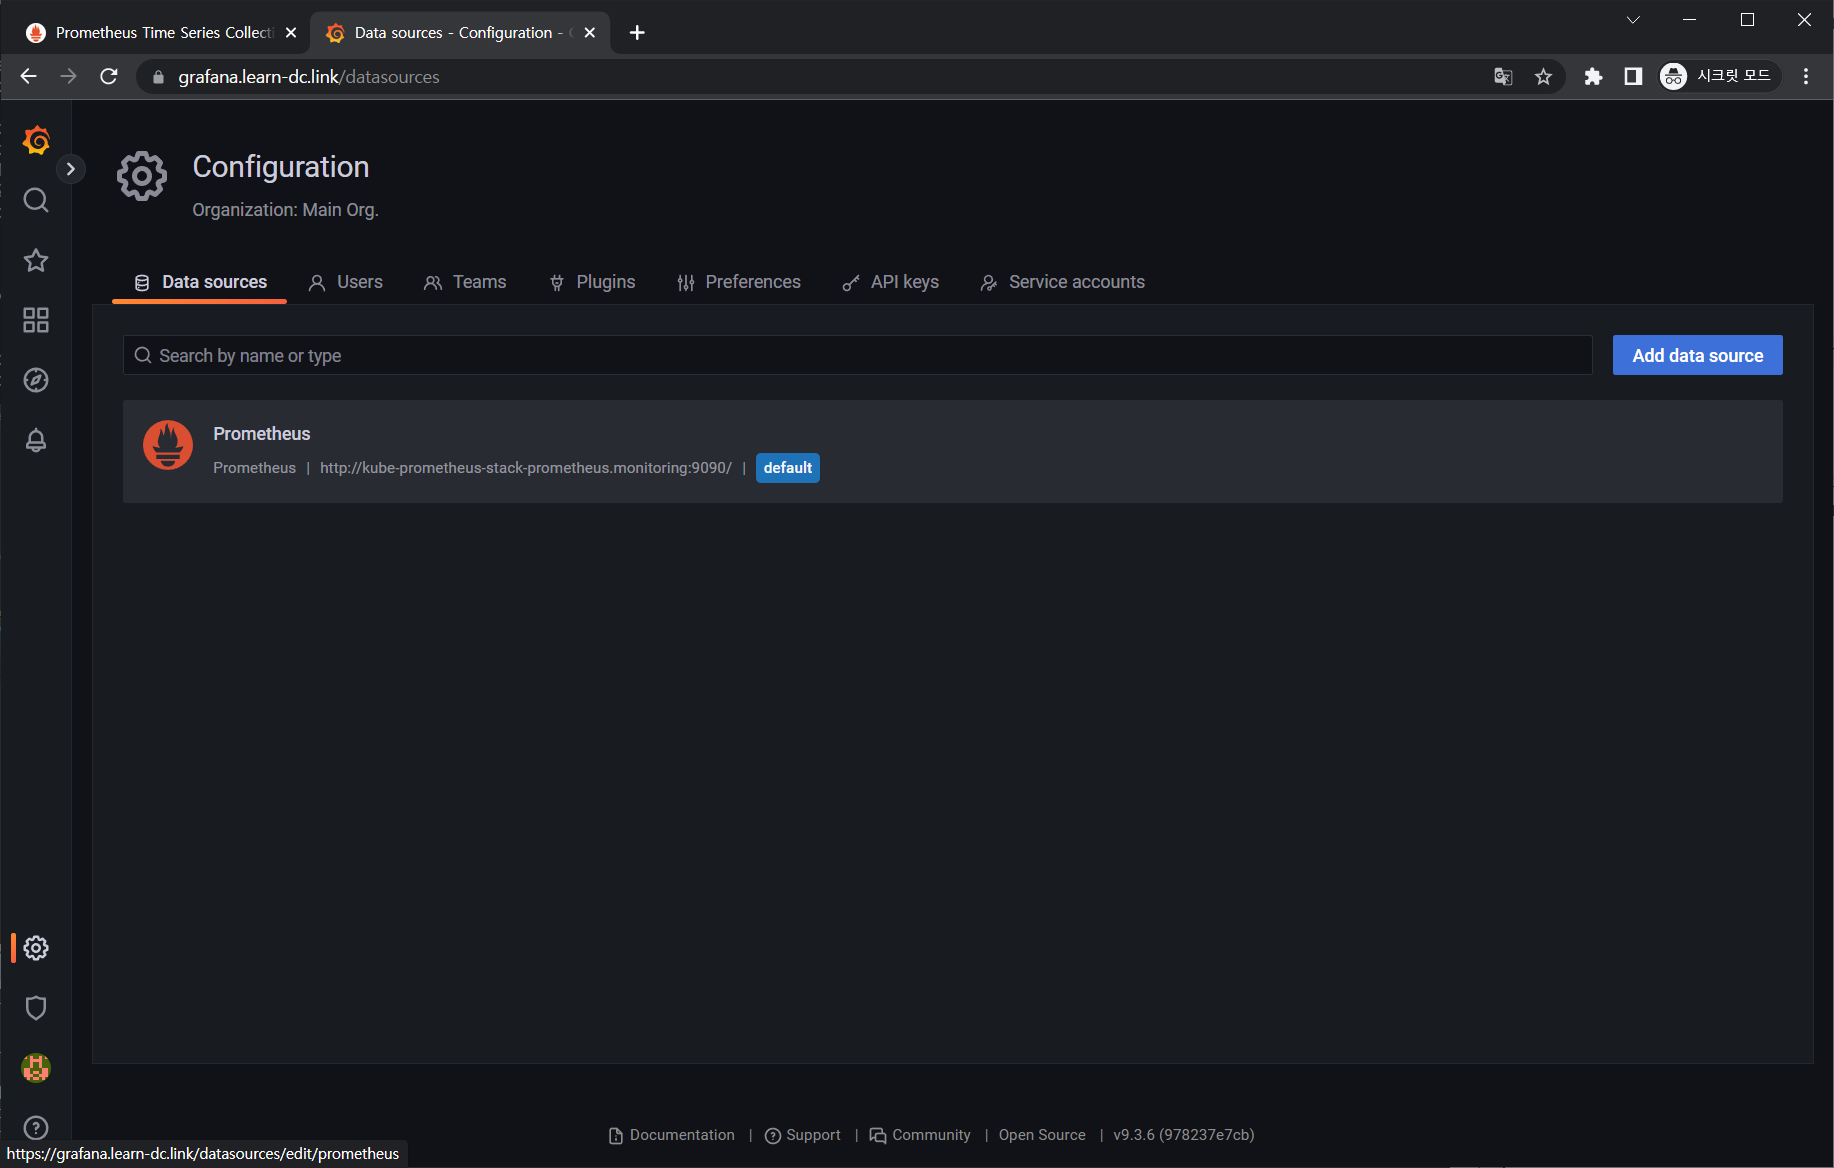 Prometheus Time Series Collecti
Data sources - Configuration -
grafana.learn-dc.link/datasources
시크릿 모드
Configuration
Organization: Main Org.
Data sources
Users
Teams
Plugins
Preferences
API keys
Service accounts
Search by name or type
Add data source
Prometheus
Prometheus | http://kube-prometheus-stack-prometheus.monitoring:9090/ | default
Documentation | Support | Community | Open Source | v9.3.6 (978237e7cb)
https://grafana.learn-dc.link/datasources/edit/prometheus